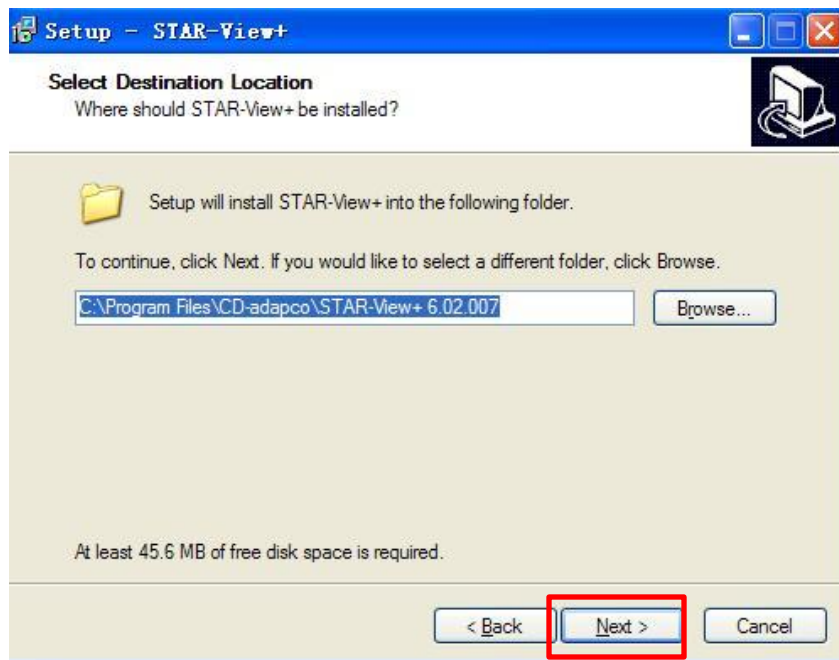 Setup - STAR-View+
Select Destination Location
Where should STAR-View+ be installed?
Setup will install STAR-View+ into the following folder.
To continue, click Next. If you would like to select a different folder, click Browse.
C:\Program Files\CD-adapco\STAR-View+ 6.02.007
Browse...
At least 45.6 MB of free disk space is required.
< Back
Next >
Cancel